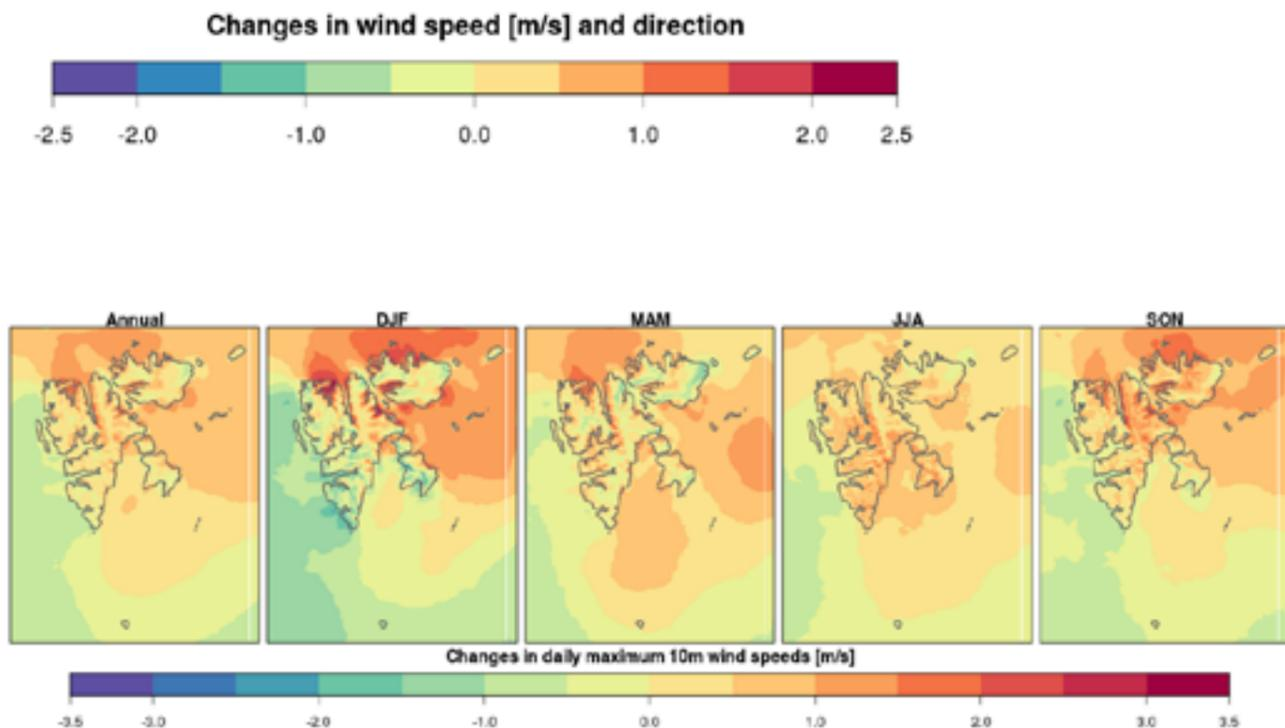 Changes in wind speed [m/s] and direction
-2.5 -2.0 -1.0 0.0 1.0 2.0 2.5
Annual DJF MAM JJA SON
Changes in daily maximum 10m wind speeds [m/s]
-3.5 -3.0 -2.0 -1.0 0.0 1.0 2.0 3.0 3.5